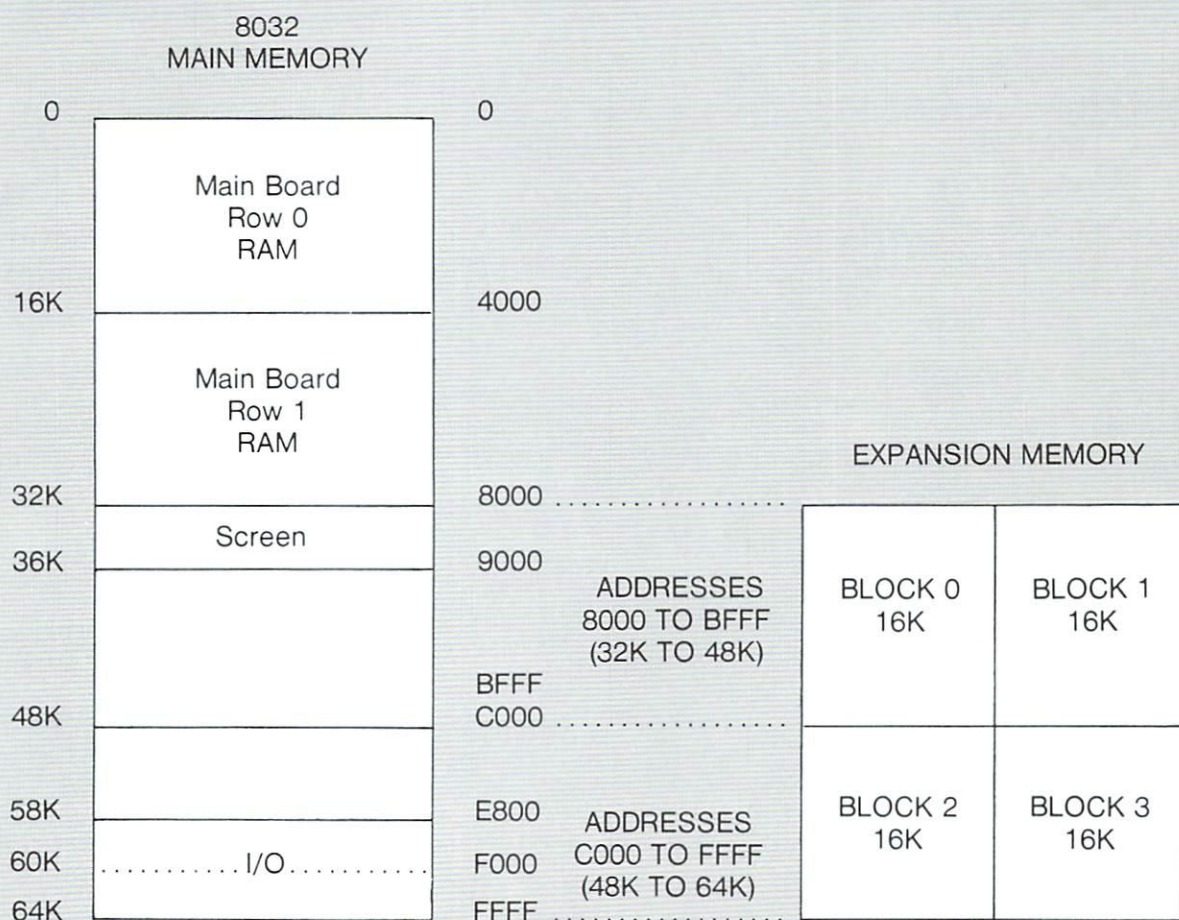 8032
MAIN MEMORY
0
0
Main Board
Row 0
RAM
16K
4000
Main Board
Row 1
RAM
EXPANSION MEMORY
32K
8000 ..................
Screen
36K
9000
ADDRESSES
8000 TO BFFF
(32K TO 48K)
BLOCK 0
16K
BLOCK 1
16K
BFFF
48K
C000 ..................
58K
E800
ADDRESSES
C000 TO FFFF
(48K TO 64K)
BLOCK 2
16K
BLOCK 3
16K
60K
...........I/O...........
F000
64K
FFFF ..................